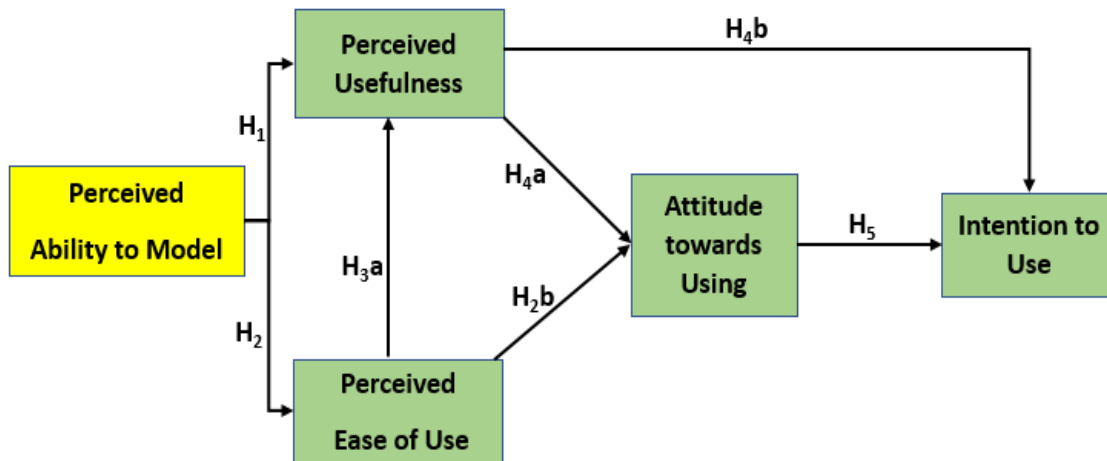 Perceived
Usefulness
H₄b
H₁
H₄a
Perceived
Ability to Model
Attitude
towards
Using
H₅
Intention to
Use
H₃a
H₂b
H₂
Perceived
Ease of Use